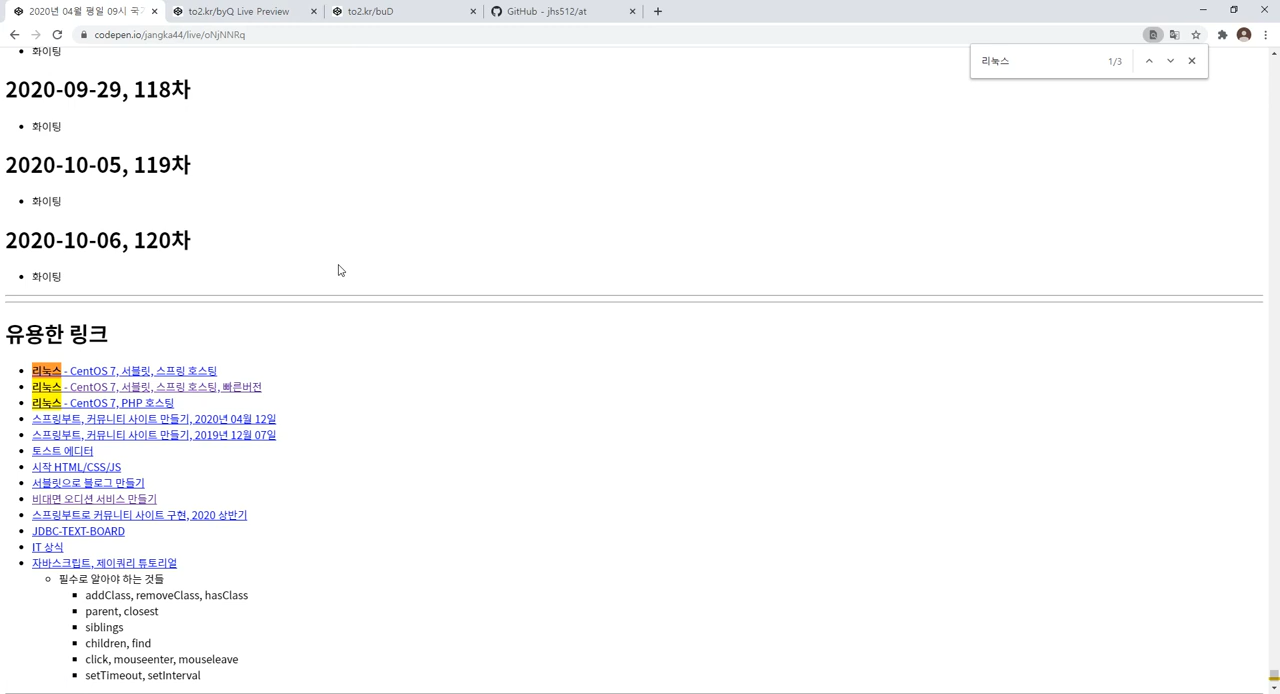 2020년 04월 평일 09시 국
to2.kr/byQ Live Preview
to2.kr/buD
GitHub - jhs512/at
codepen.io/jangka44/live/oNjNNRq
리눅스 1/3
화이팅
2020-09-29, 118차
화이팅
2020-10-05, 119차
화이팅
2020-10-06, 120차
화이팅
유용한 링크
리눅스 - CentOS 7, 서블릿, 스프링 호스팅
리눅스 - CentOS 7, 서블릿, 스프링 호스팅, 빠른버전
리눅스 - CentOS 7, PHP 호스팅
스프링부트, 커뮤니티 사이트 만들기, 2020년 04월 12일
스프링부트, 커뮤니티 사이트 만들기, 2019년 12월 07일
토스트 에디터
시작 HTML/CSS/JS
서블릿으로 블로그 만들기
비대면 오디션 서비스 만들기
스프링부트로 커뮤니티 사이트 구현, 2020 상반기
JDBC-TEXT-BOARD
IT 상식
자바스크립트, 제이쿼리 튜토리얼
필수로 알아야 하는 것들
addClass, removeClass, hasClass
parent, closest
siblings
children, find
click, mouseenter, mouseleave
setTimeout, setInterval